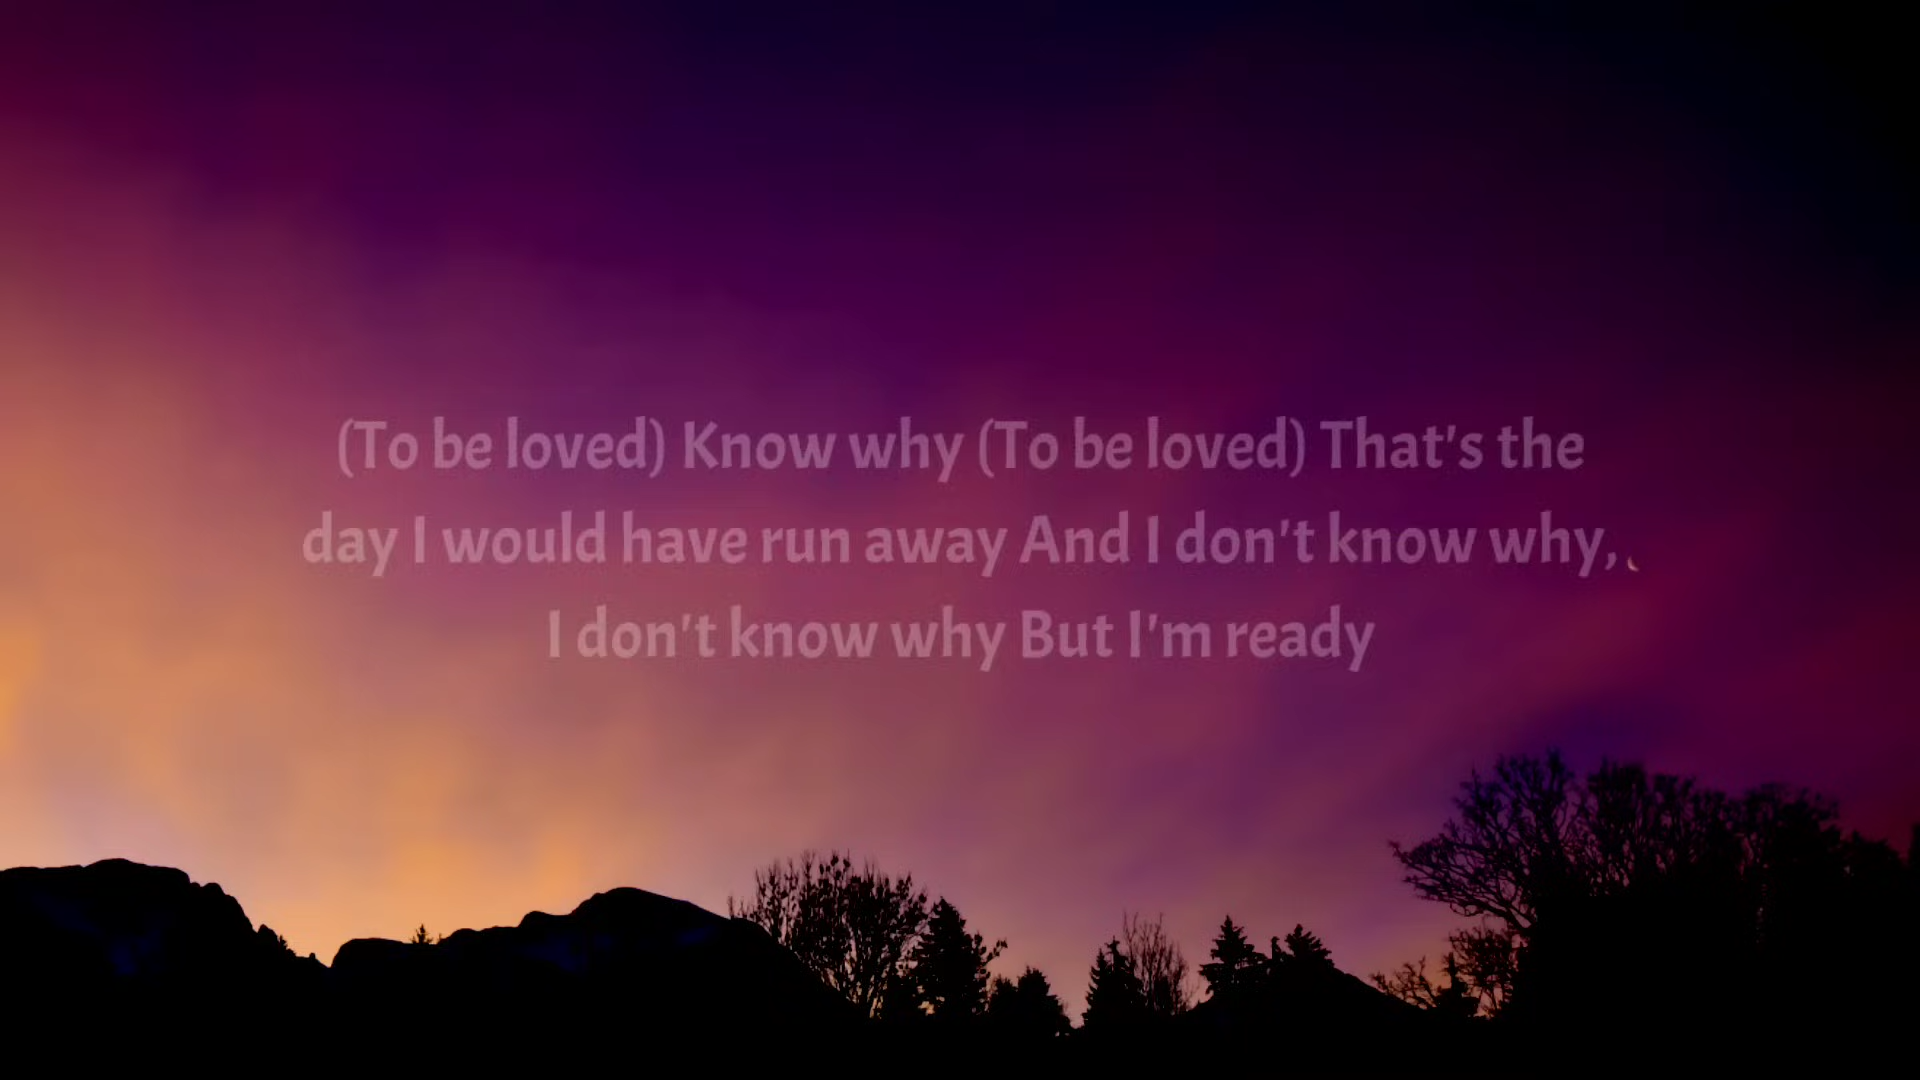 (To be loved) Know why (To be loved) That's the
day I would have run away And I don't know why,
I don't know why But I'm ready